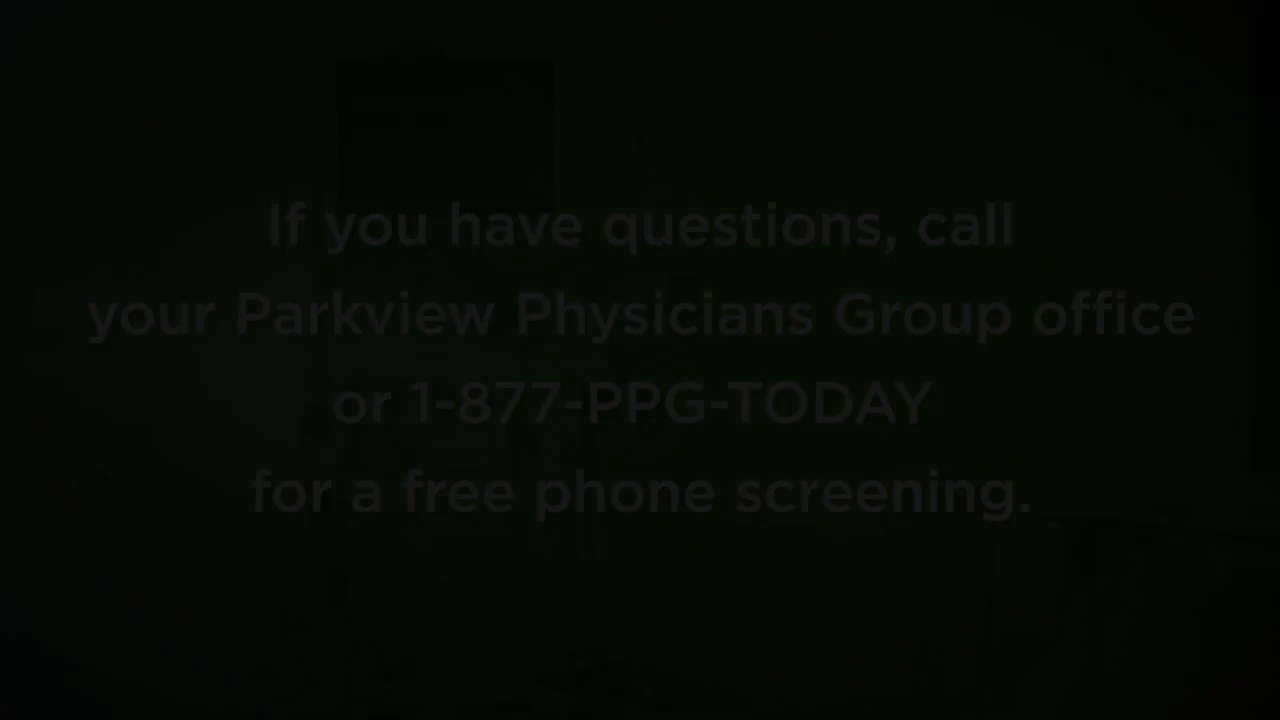 If you have questions, call
your Parkview Physicians Group office
or 1-877-PPG-TODAY
for a free phone screening.